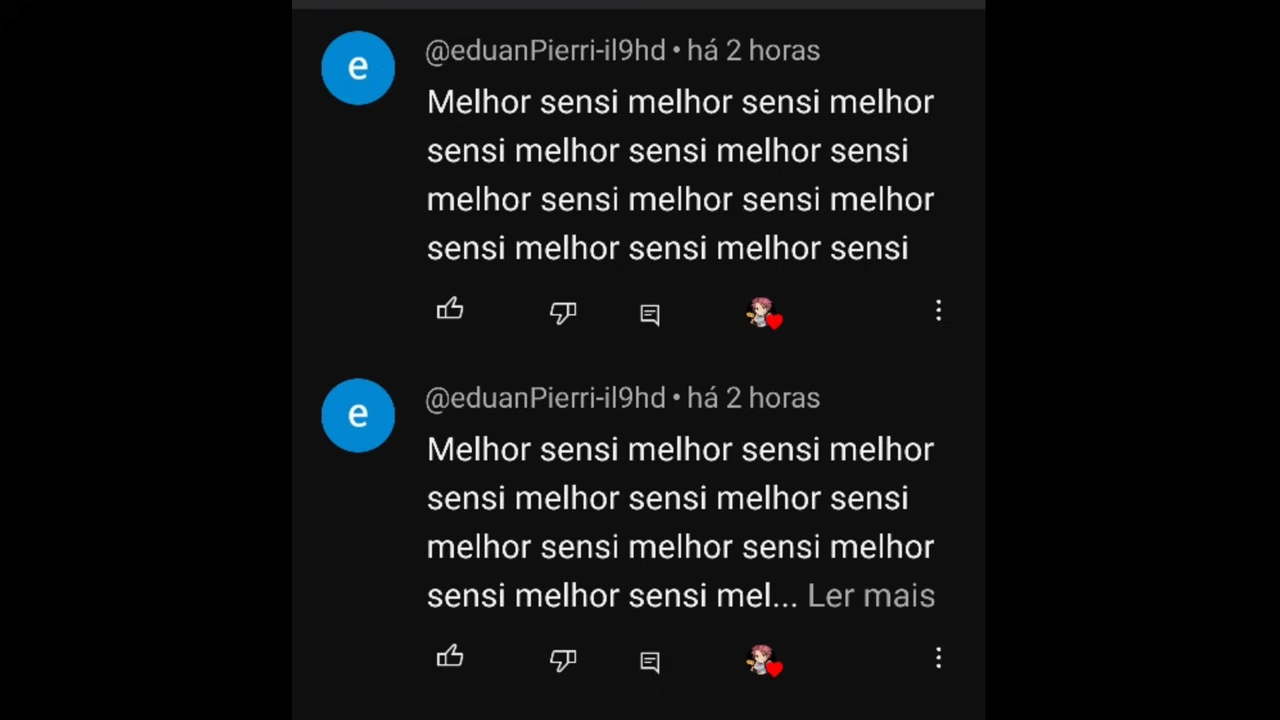 e
@eduanPierri-il9hd • há 2 horas
Melhor sensi melhor sensi melhor
sensi melhor sensi melhor sensi
melhor sensi melhor sensi melhor
sensi melhor sensi melhor sensi
e
@eduanPierri-il9hd • há 2 horas
Melhor sensi melhor sensi melhor
sensi melhor sensi melhor sensi
melhor sensi melhor sensi melhor
sensi melhor sensi mel... Ler mais